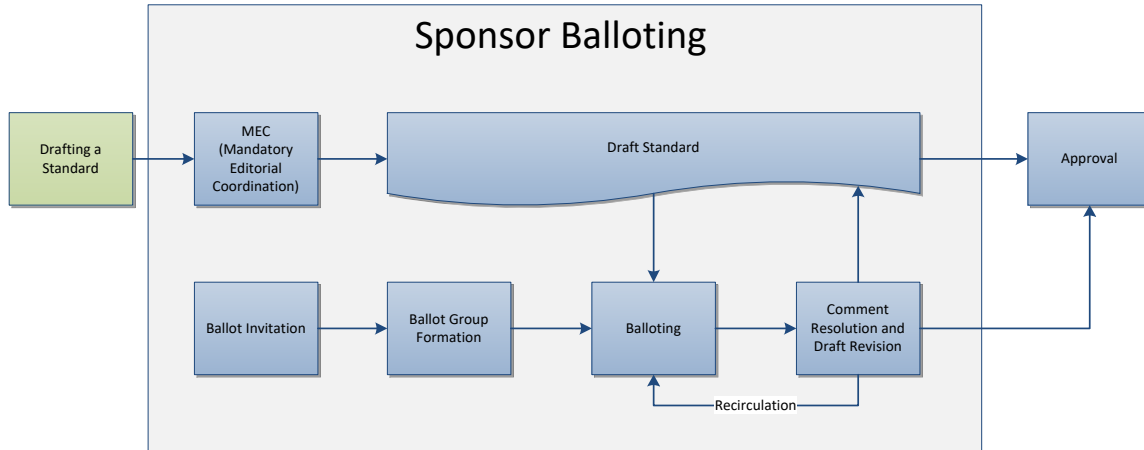 Sponsor Balloting
Drafting a
Standard
MEC
(Mandatory
Editorial
Coordination)
Draft Standard
Approval
Ballot Invitation
Ballot Group
Formation
Balloting
Comment
Resolution and
Draft Revision
Recirculation